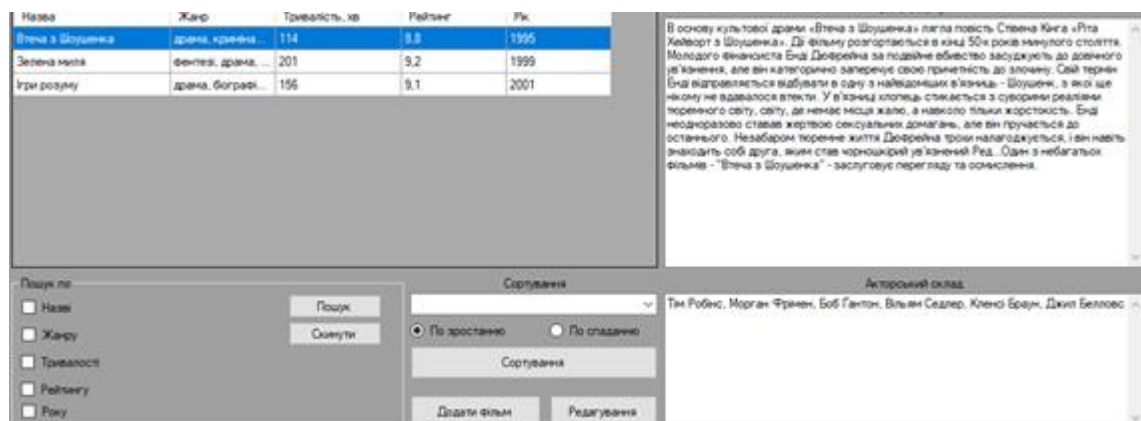 Назва Жанр Тривалість, хв Рейтинг Рік
Втеча з Шоушенка драма, криміна... 114 9,8 1995
Зелена миля фентезі, драма, ... 201 9,2 1999
Ігри розуму драма, біографі... 156 9,1 2001
В основу культової драми «Втеча з Шоушенка» лягла повість Стівена Кінга «Ріта
Хейворт з Шоушенка». Дії фільму розгортаються в кінці 50х років минулого століття.
Молодого фінансиста Енді Дюфрейна за подвійне вбивство засуджують до довічного
ув'язнення, але він категорично заперечує свою причетність до злочину. Свій термін
Енді відправляється відбувати в одну з найвідоміших в'язниць - Шоушенк, з якої ще
нікому не вдавалося втекти. У в'язниці хлопець стикається з суворими реаліями
тюремного світу, світу, де немає місця жалю, а навколо тільки жорстокість. Енді
неодноразово ставав жертвою сексуальних домагань, але він пручається до
останнього. Незабаром тюремне життя Дюфрейна трохи налагоджується, і він навіть
знаходить собі друга, яким став чорношкірий ув'язнений Ред...Один з небагатьох
фільмів - "Втеча з Шоушенка" - заслуговує перегляду та осмислення.
Пошук по
Назві
Жанру
Тривалості
Рейтингу
Року
Пошук
Скинути
Сортування
По зростанню По спаданню
Сортування
Додати фільм Редагування
Акторський склад
Тім Робінс, Морган Фрімен, Боб Гантон, Вільям Седлер, Кленсі Браун, Джил Белловс